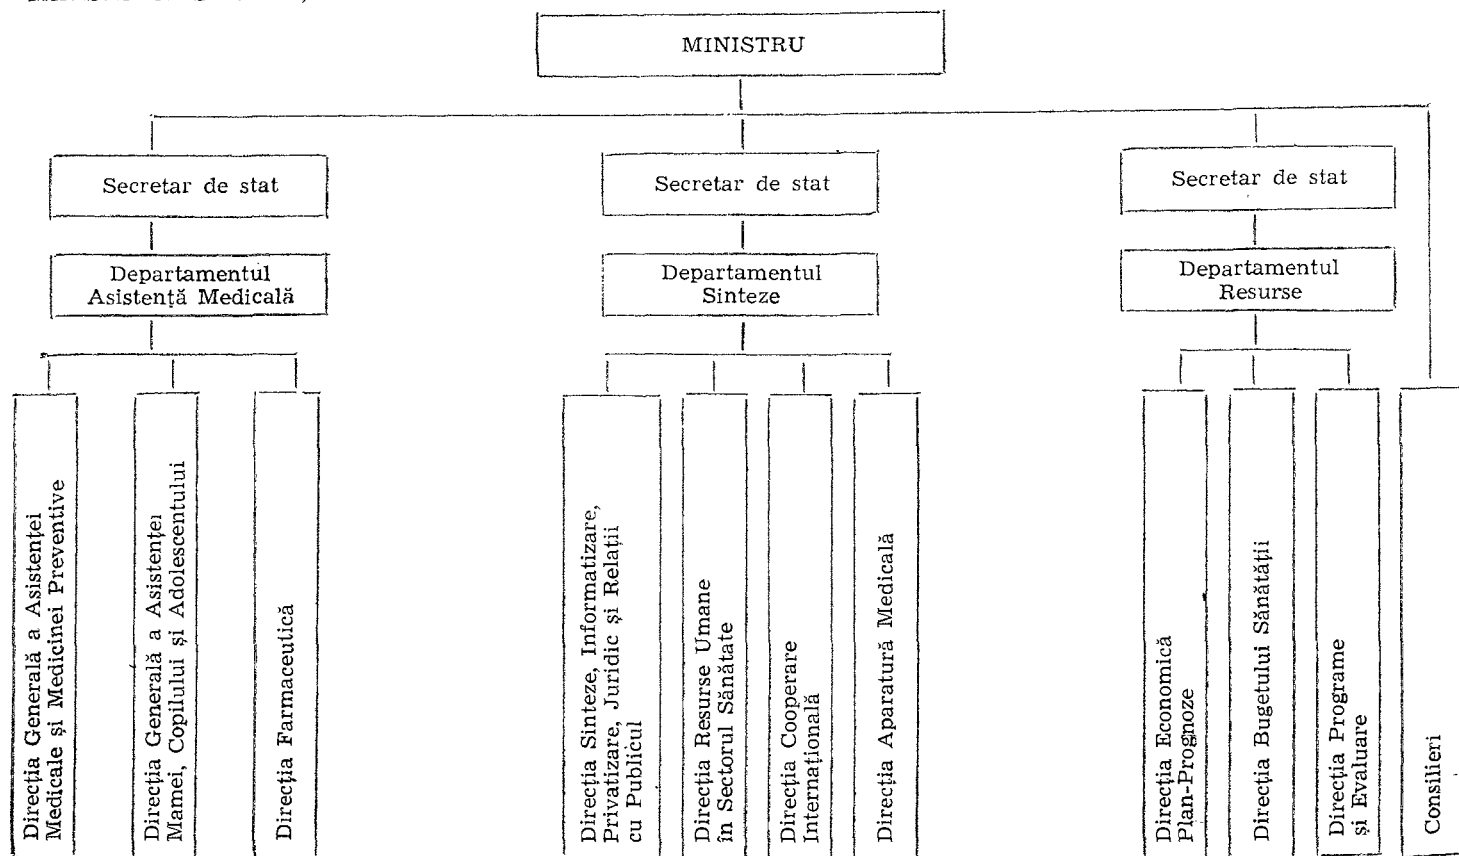 MINISTRU
Secretar de stat
Secretar de stat
Secretar de stat
Departamentul
Asistență Medicală
Departamentul
Sinteze
Departamentul
Resurse
Direcția Generală a Asistenței
Medicale și Medicinei Preventive
Direcția Generală a Asistenței
Mamei, Copilului și Adolescentului
Direcția Farmaceutică
Direcția Sinteze, Informatizare,
Privatizare, Juridic și Relații
cu Publicul
Direcția Resurse Umane
în Sectorul Sănătate
Direcția Cooperare
Internațională
Direcția Aparatură Medicală
Direcția Economică
Plan-Prognoze
Direcția Bugetului Sănătății
Direcția Programe
și Evaluare
Consilieri